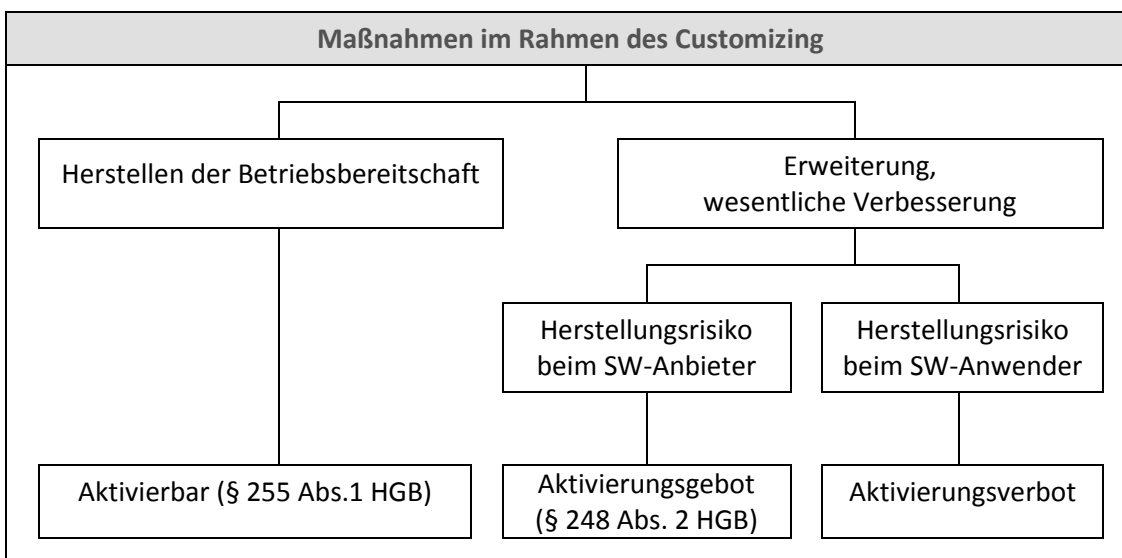 Maßnahmen im Rahmen des Customizing
Herstellen der Betriebsbereitschaft
Erweiterung,
wesentliche Verbesserung
Herstellungsrisiko
beim SW-Anbieter
Herstellungsrisiko
beim SW-Anwender
Aktivierbar (§ 255 Abs.1 HGB)
Aktivierungsgebot
(§ 248 Abs. 2 HGB)
Aktivierungsverbot